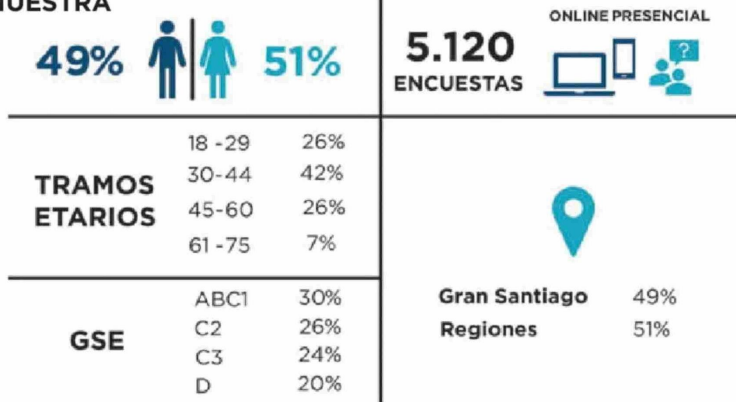 MUESTRA
49% 51%
5.120
ENCUESTAS
ONLINE PRESENCIAL
?
TRAMOS
ETARIOS
18 -29 26%
30-44 42%
45-60 26%
61 -75 7%
GSE
ABC1 30%
C2 26%
C3 24%
D 20%
Gran Santiago 49%
Regiones 51%